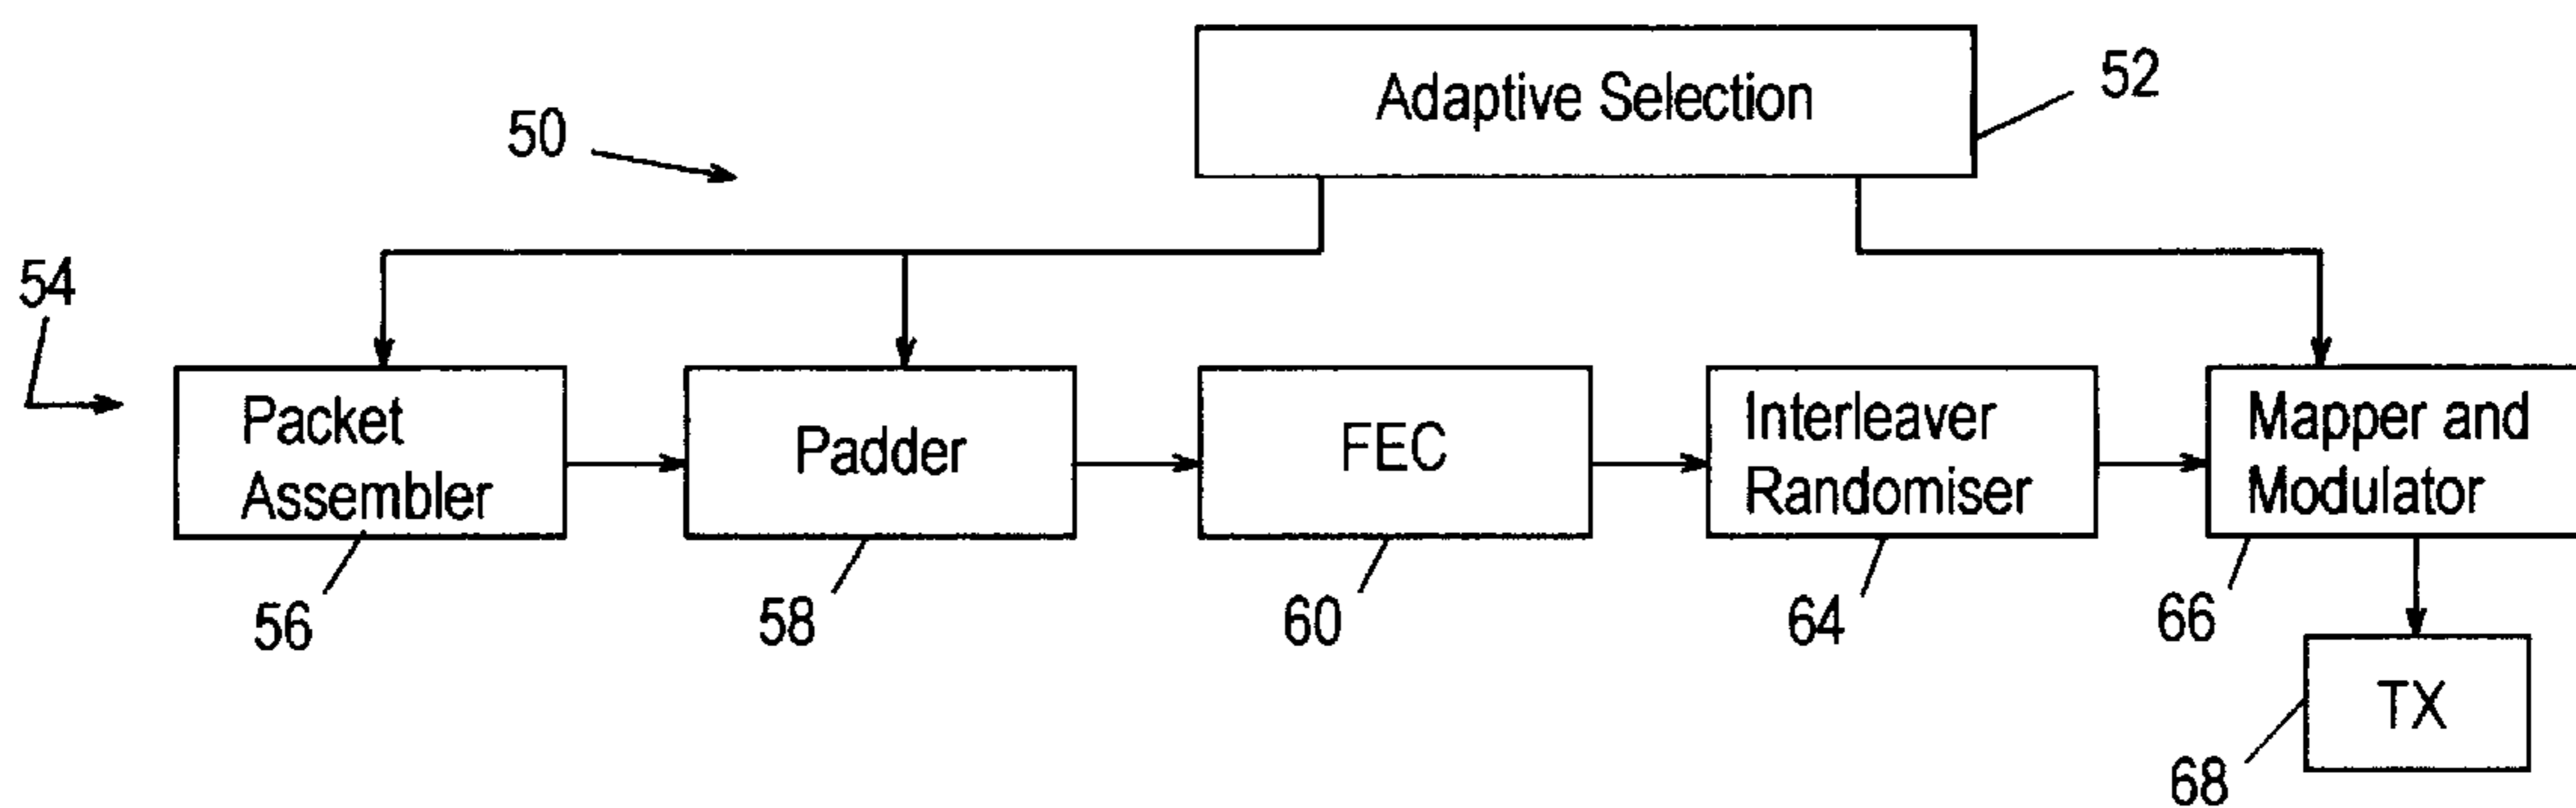 Adaptive Selection
52
50
54
Packet
Assembler
Padder
FEC
Interleaver
Randomiser
Mapper and
Modulator
56
58
60
64
66
TX
68